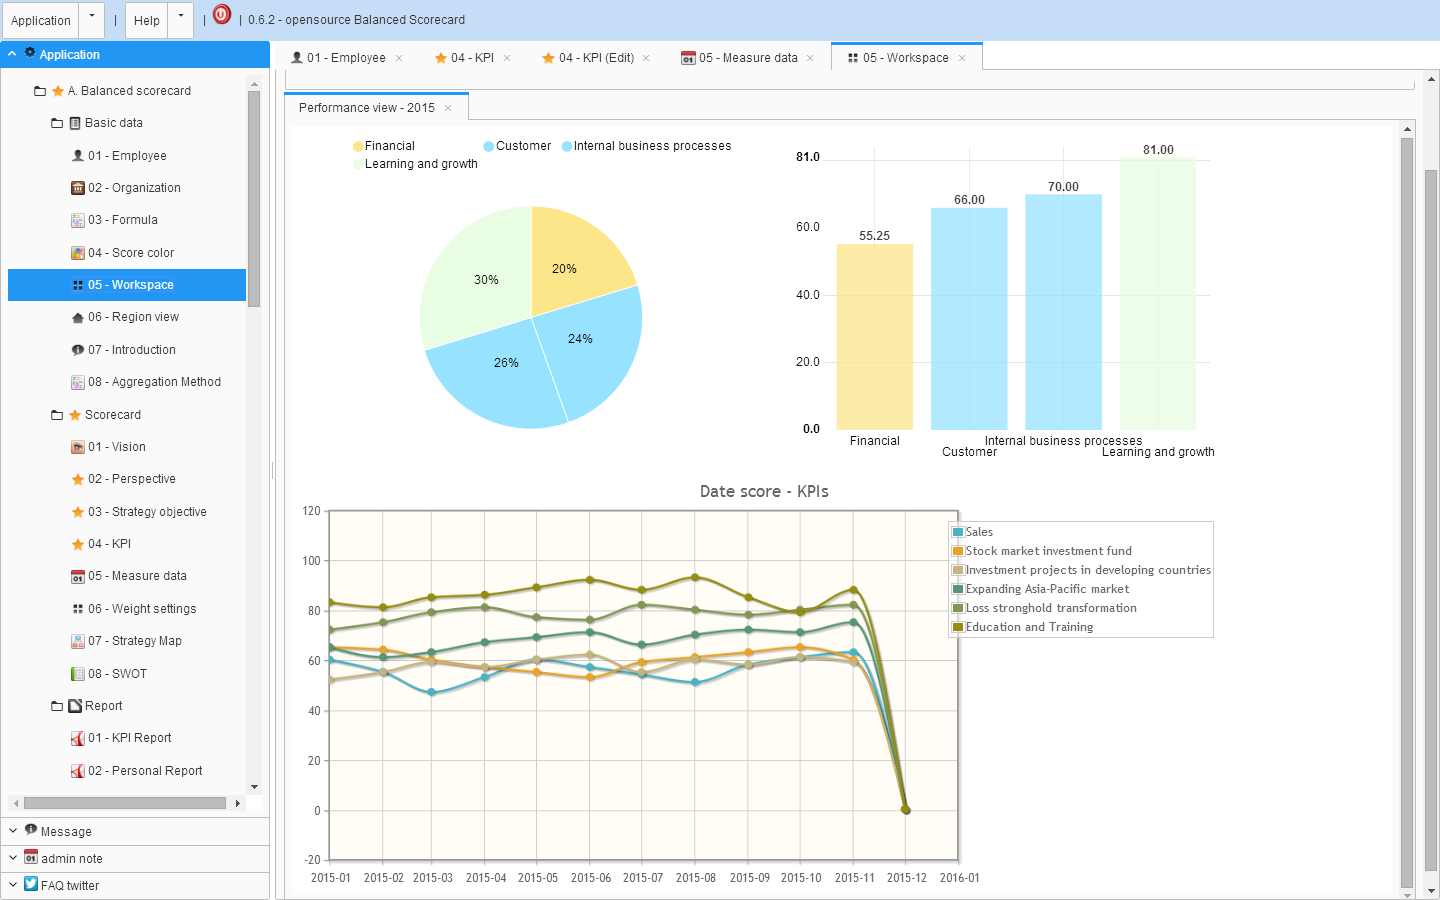 Application | Help | | 0.6.2 - opensource Balanced Scorecard
Application
A. Balanced scorecard
Basic data
01 - Employee
02 - Organization
03 - Formula
04 - Score color
05 - Workspace
06 - Region view
07 - Introduction
08 - Aggregation Method
Scorecard
01 - Vision
02 - Perspective
03 - Strategy objective
04 - KPI
05 - Measure data
06 - Weight settings
07 - Strategy Map
08 - SWOT
Report
01 - KPI Report
02 - Personal Report
Message
admin note
FAQ twitter
01 - Employee 04 - KPI 04 - KPI (Edit) 05 - Measure data 05 - Workspace
Performance view - 2015
Financial Customer Internal business processes
Learning and growth
30% 20%
24%
26%
81.0
60.0
40.0
20.0
0.0
55.25
66.00
70.00
81.00
Financial Internal business processes
Customer Learning and growth
Date score - KPIs
120
100
80
60
40
20
0
-20
2015-01 2015-02 2015-03 2015-04 2015-05 2015-06 2015-07 2015-08 2015-09 2015-10 2015-11 2015-12 2016-01
Sales
Stock market investment fund
Investment projects in developing countries
Expanding Asia-Pacific market
Loss stronghold transformation
Education and Training